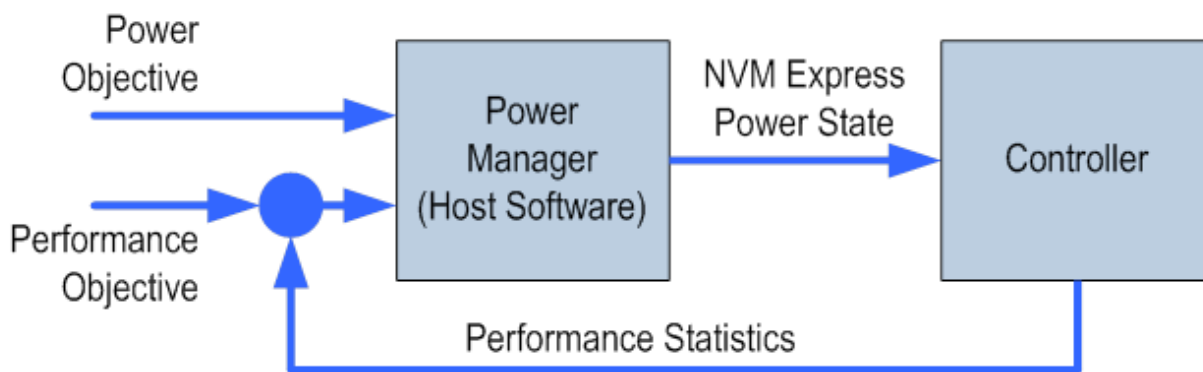 Power
Objective
Performance
Objective
Power
Manager
(Host Software)
NVM Express
Power State
Controller
Performance Statistics